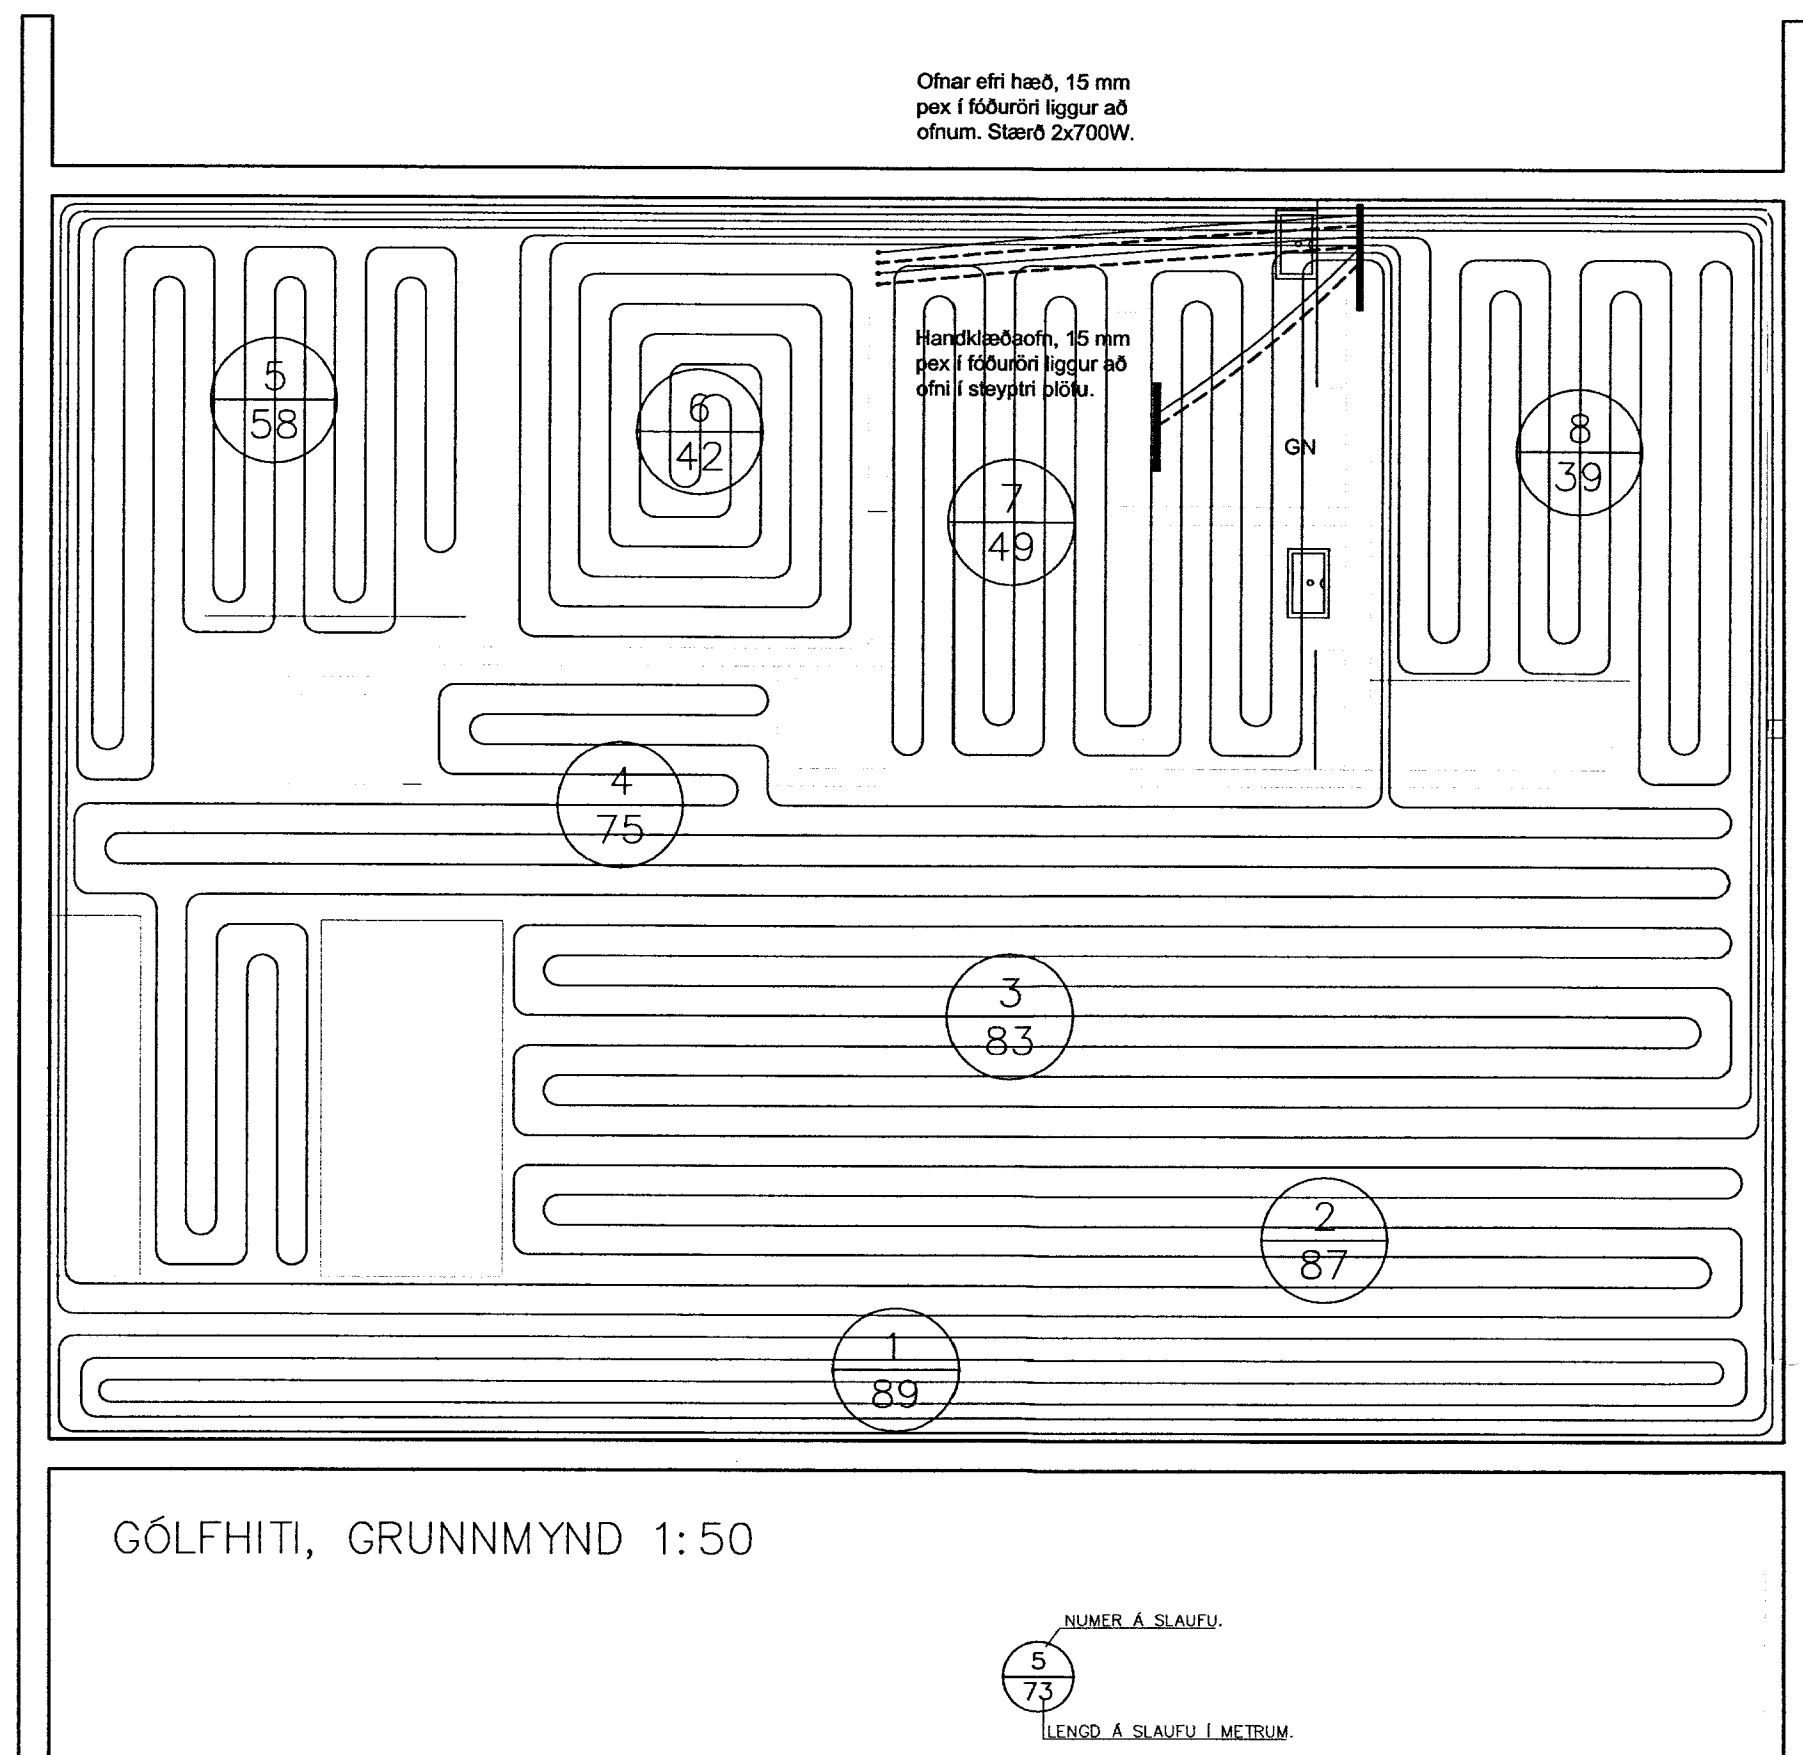 Ofnar efri hæð, 15 mm
pex í fóðuröri liggur að
ofnum. Stærð 2x700W.
5
58
6
42
Handklæðaofn, 15 mm
pex í fóðuröri liggur að
ofni í steyptri plötu.
GN
8
39
7
49
4
75
3
83
2
87
1
89
GÓLFHITI, GRUNNMYND 1:50
NUMER Á SLAUFU.
5
73
LENGD Á SLAUFU Í METRUM.